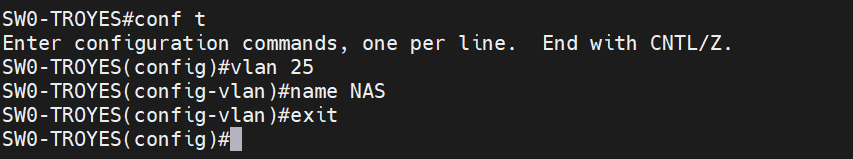 SW0-TROYES#conf t
Enter configuration commands, one per line.  End with CNTL/Z.
SW0-TROYES(config)#vlan 25
SW0-TROYES(config-vlan)#name NAS
SW0-TROYES(config-vlan)#exit
SW0-TROYES(config)#